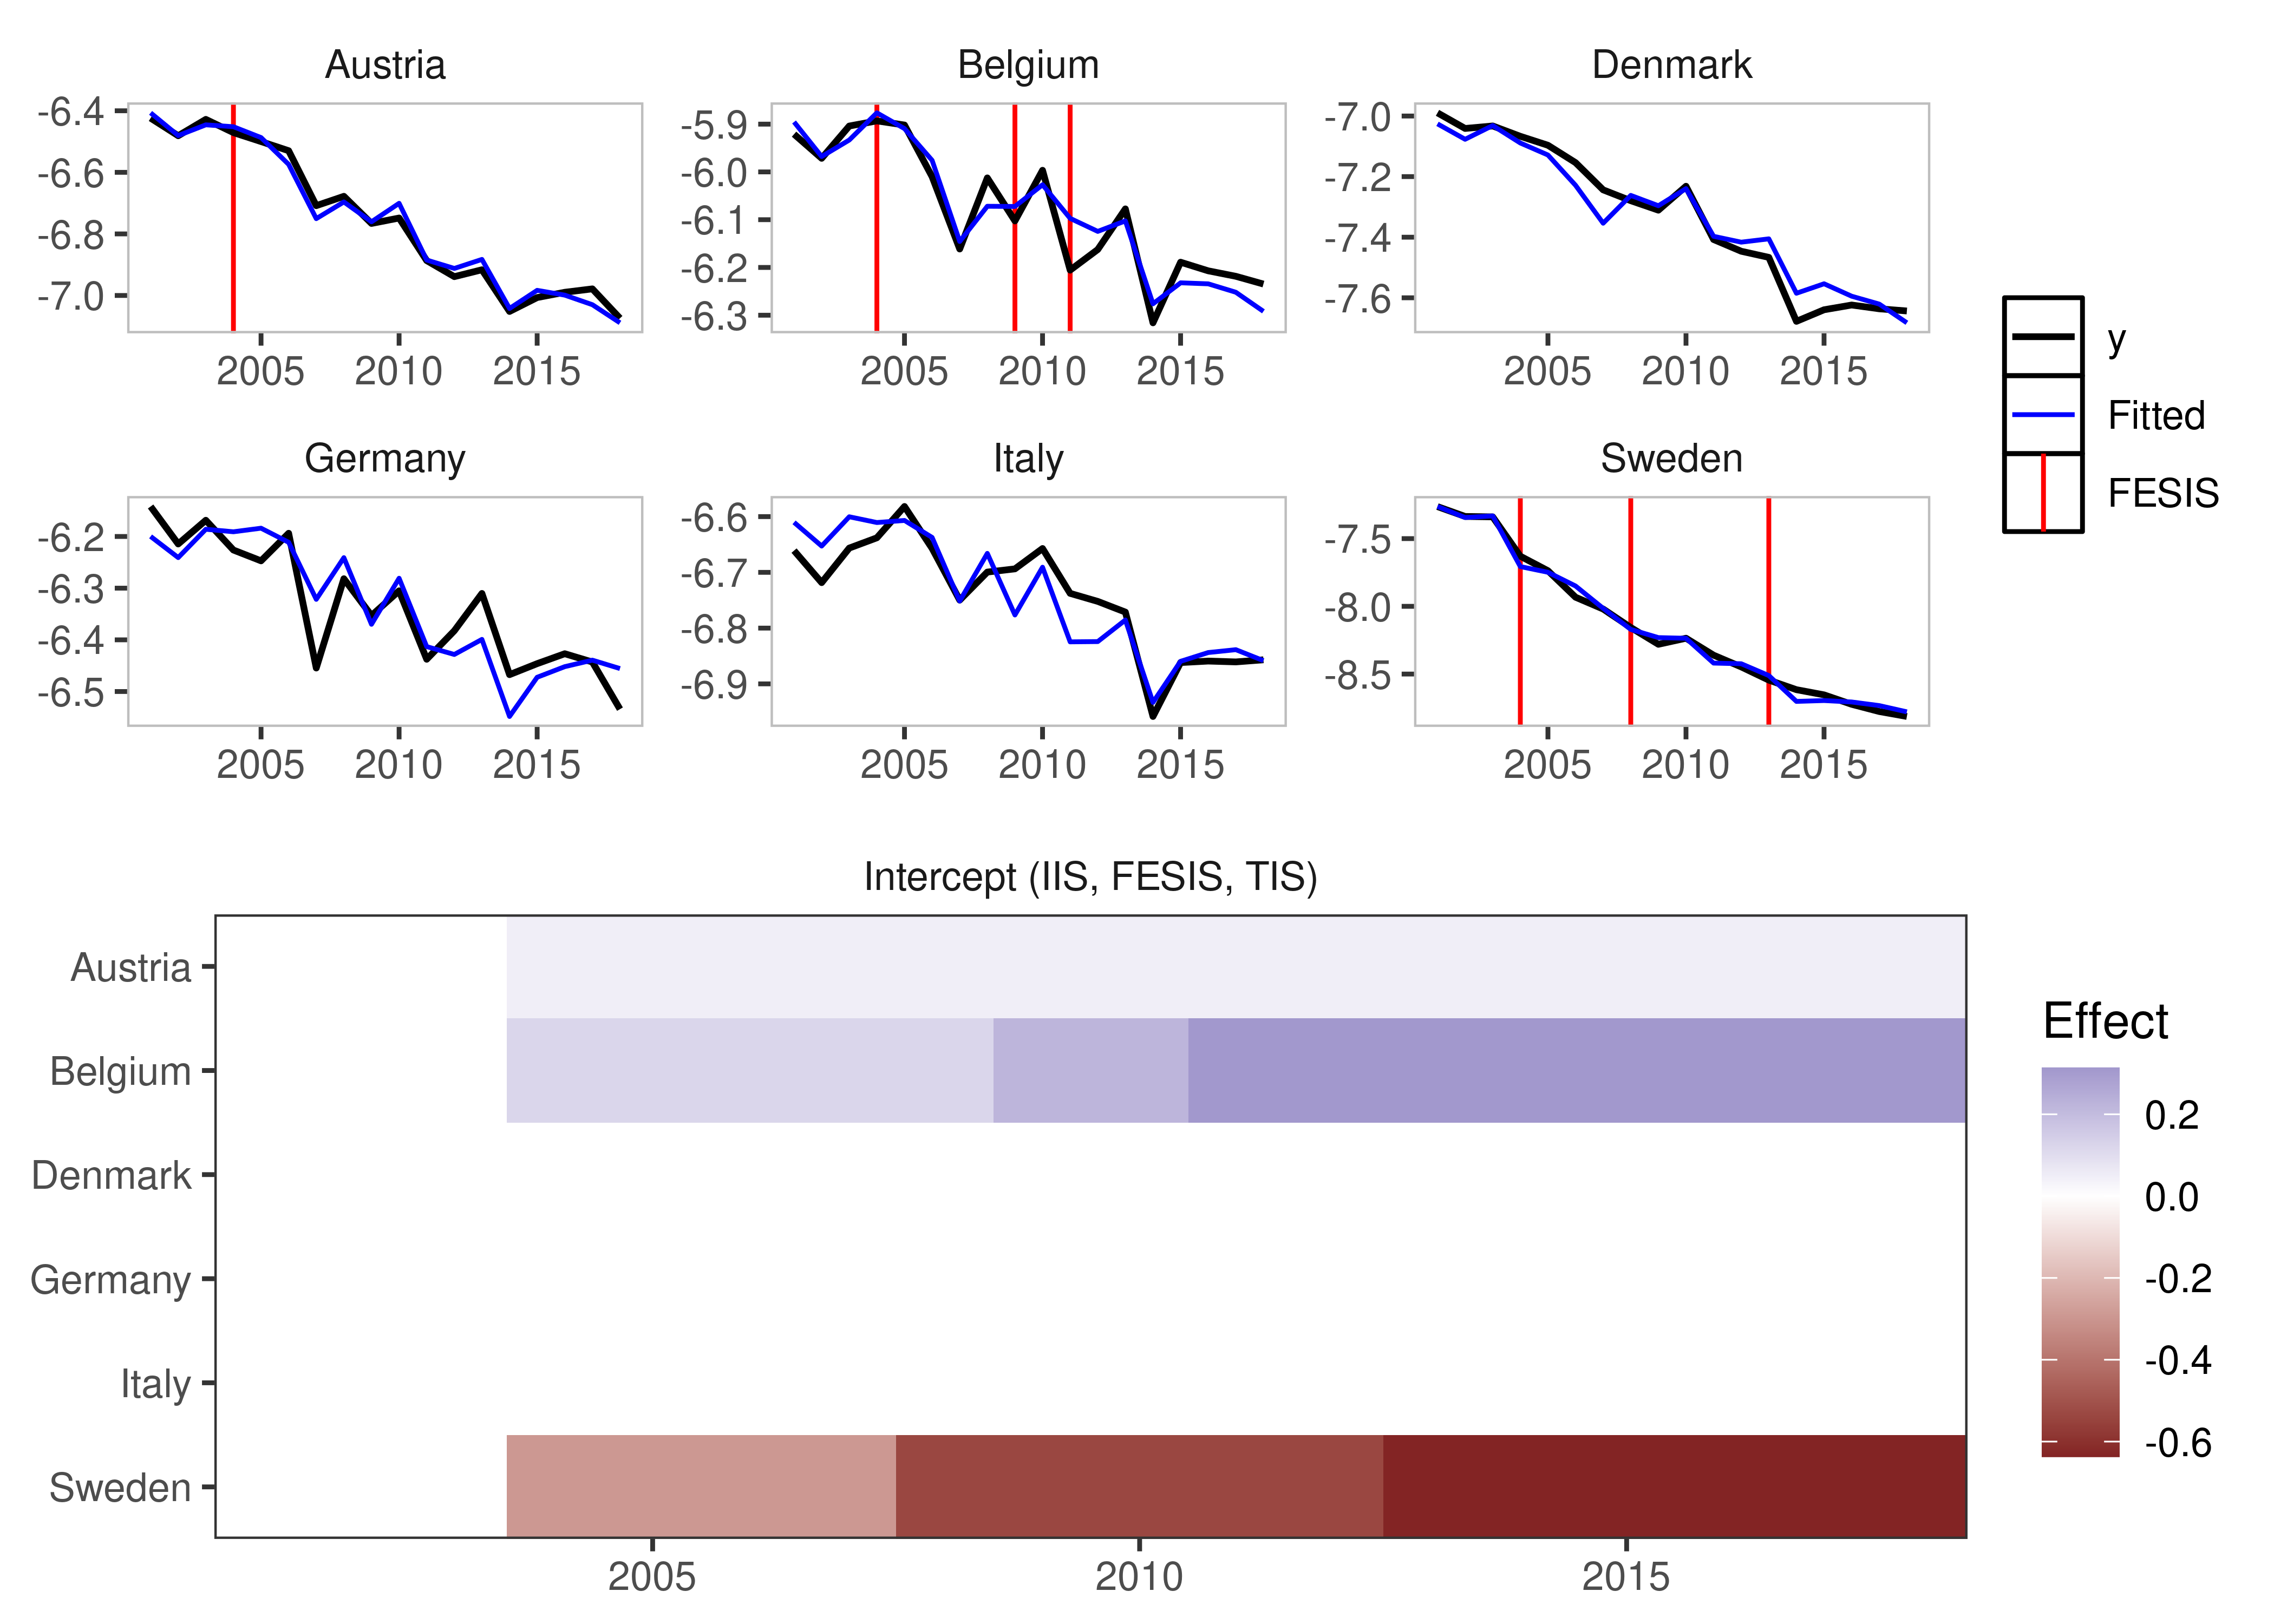 Austria
Belgium
Denmark
-6.4
-6.6
-6.8
-7.0
2005 2010 2015
-5.9
-6.0
-6.1
-6.2
-6.3
2005 2010 2015
-7.0
-7.2
-7.4
-7.6
2005 2010 2015
y
Fitted
FESIS
Germany
Italy
Sweden
-6.2
-6.3
-6.4
-6.5
2005 2010 2015
-6.6
-6.7
-6.8
-6.9
2005 2010 2015
-7.5
-8.0
-8.5
2005 2010 2015
Intercept (IIS, FESIS, TIS)
Austria
Belgium
Denmark
Germany
Italy
Sweden
2005 2010 2015
Effect
0.2
0.0
-0.2
-0.4
-0.6